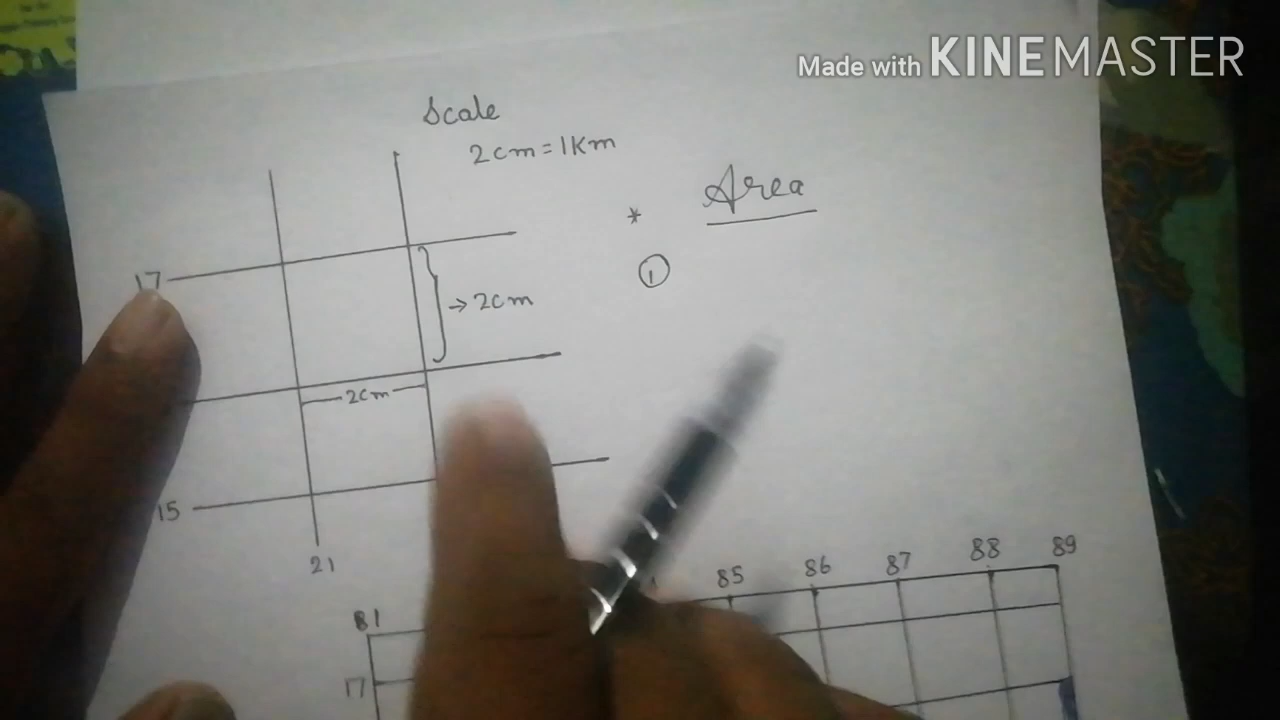 Made with KINEMASTER
Scale
2cm=1Km
* Area
17
①
→2cm
2cm
15
21
85 86 87 88 89
81
17